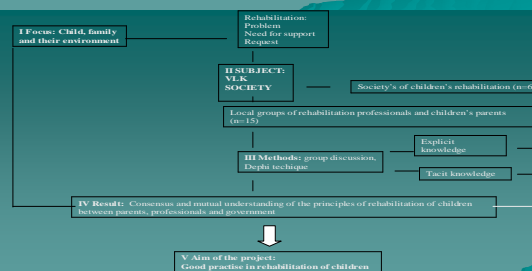 Rehabilitation:
Problem
Need for support
Request
I Focus: Child, family
and their environment
II SUBJECT:
VLK
SOCIETY
Society's of children's rehabilitation (n=6
Local groups of rehabilitation professionals and children's parents
(n=15)
III Methods: group discussion,
Dephi techique
Explicit
knowledge
Tacit knowledge
IV Result: Consensus and mutual understanding of the principles of rehabilitation of children
between parents, professionals and government
V Aim of the project:
Good practise in rehabilitation of children